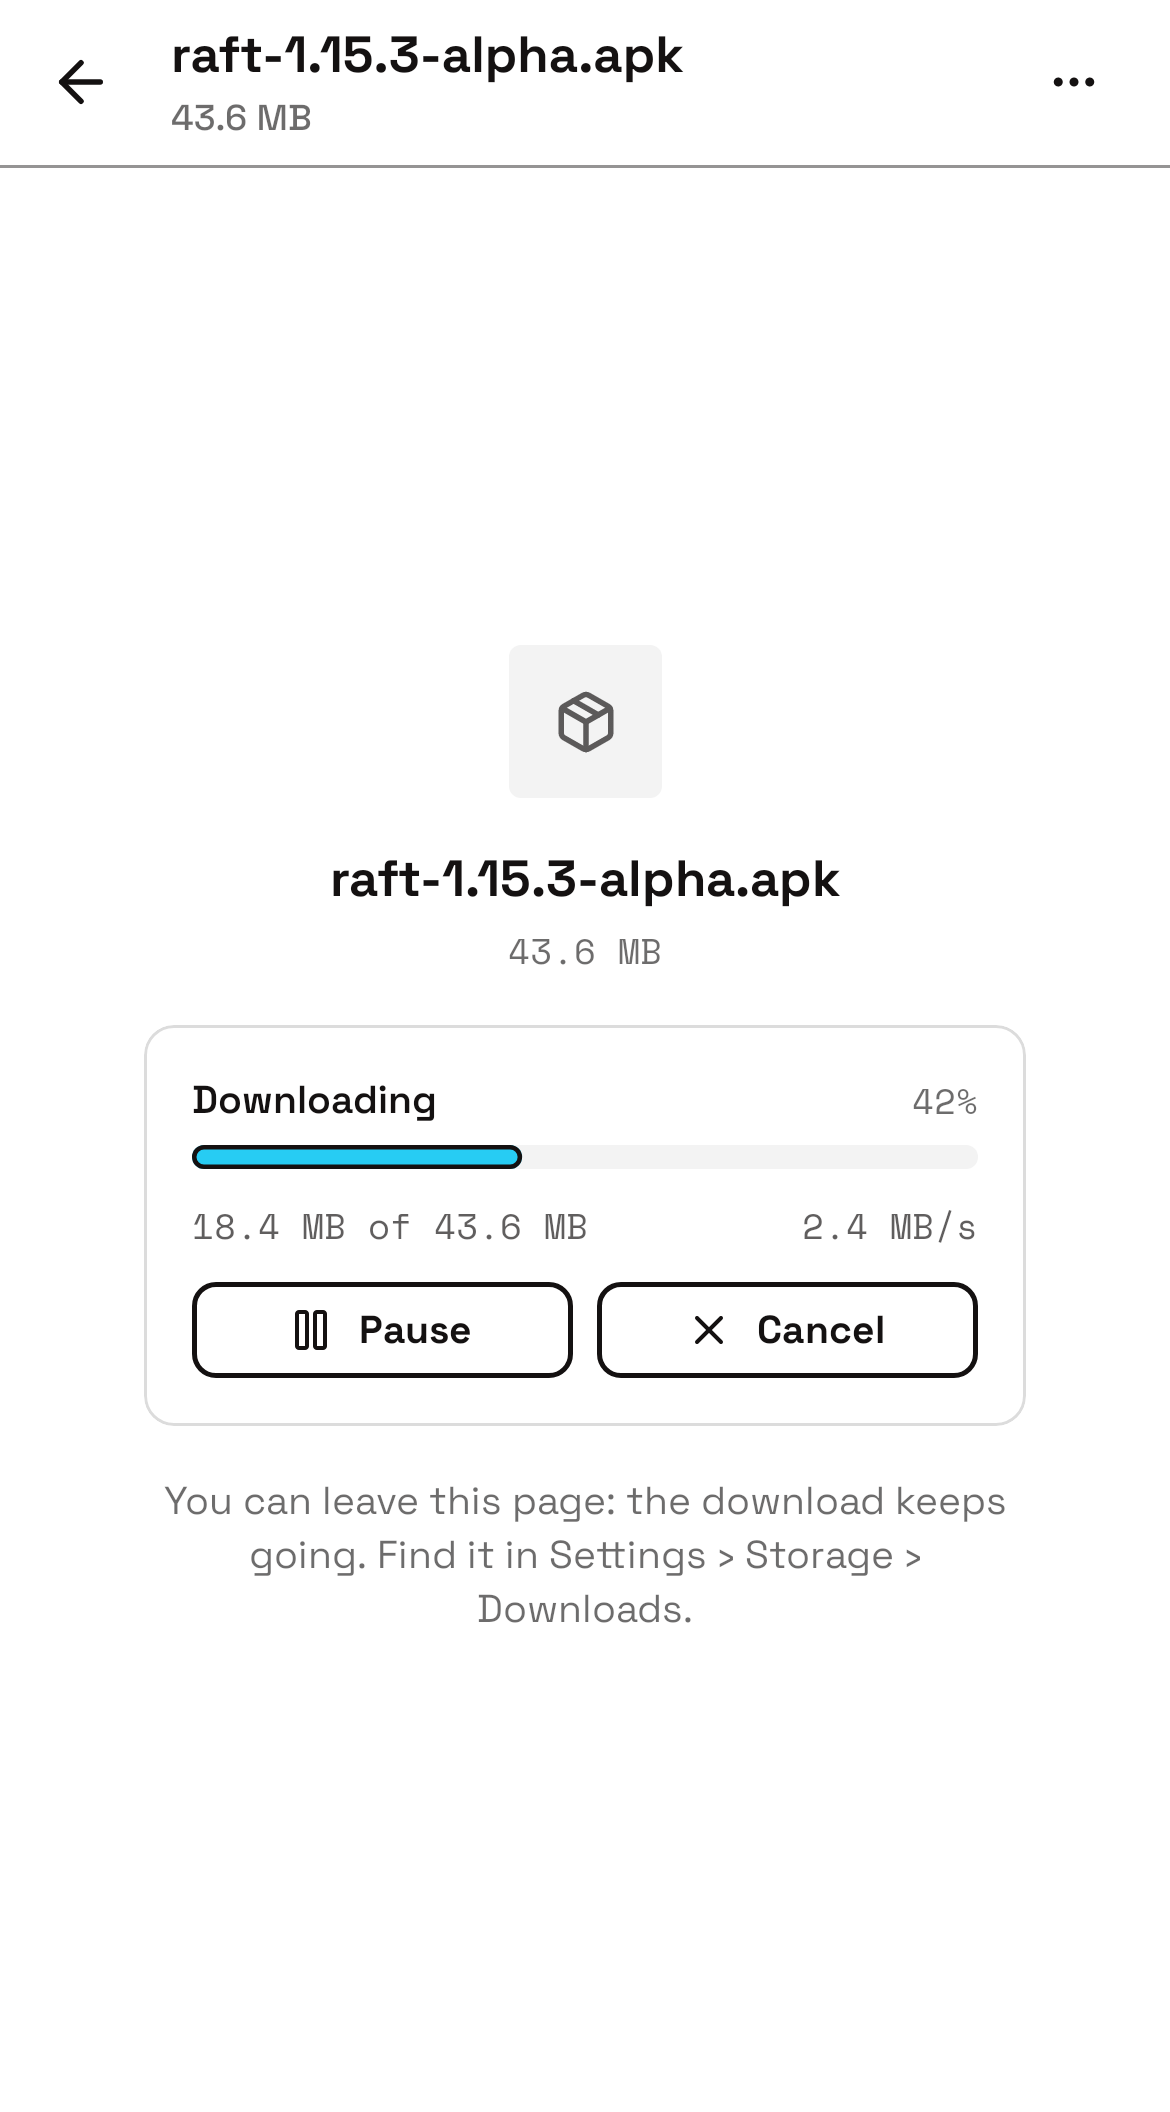 raft-1.15.3-alpha.apk
43.6 MB
raft-1.15.3-alpha.apk
43.6 MB
Downloading 42%
18.4 MB of 43.6 MB 2.4 MB/s
Pause Cancel
You can leave this page: the download keeps
going. Find it in Settings > Storage >
Downloads.